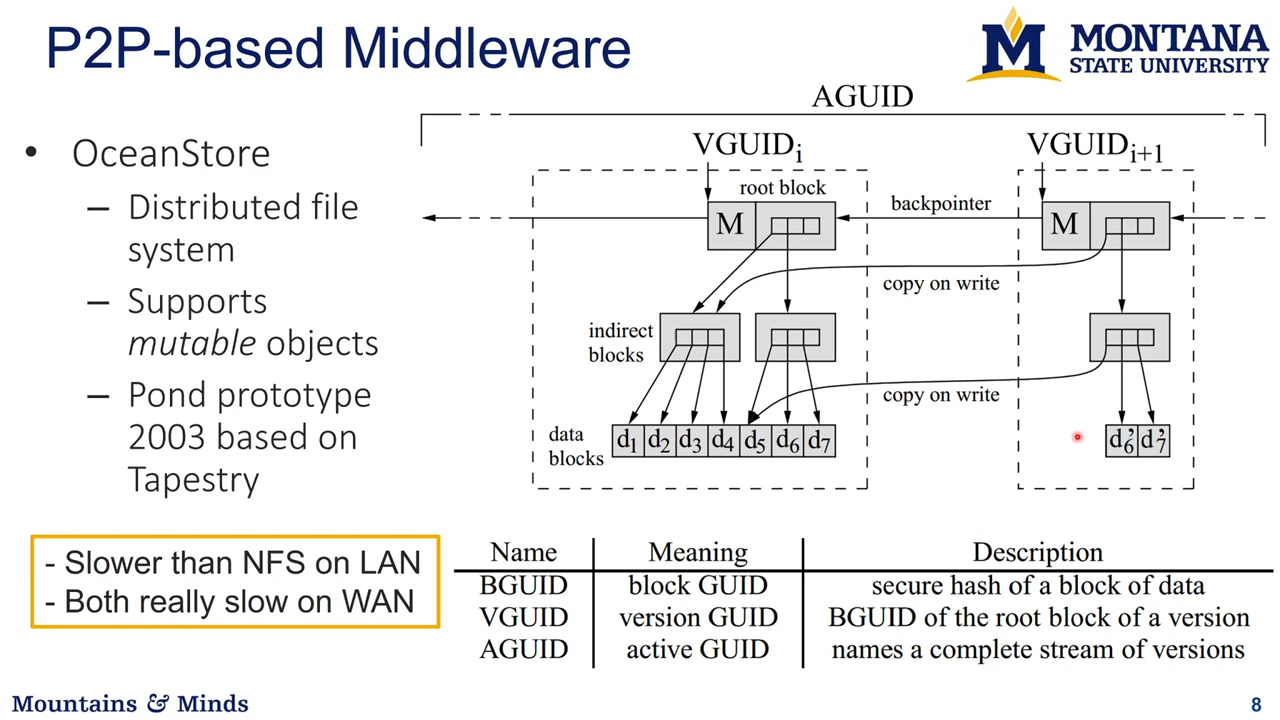 P2P-based Middleware
MONTANA
STATE UNIVERSITY
• OceanStore
– Distributed file
system
– Supports
mutable objects
– Pond prototype
2003 based on
Tapestry
- Slower than NFS on LAN
- Both really slow on WAN
AGUID
VGUIDi
VGUIDi+1
root block
M
backpointer
M
copy on write
indirect
blocks
copy on write
data
blocks
d1 d2 d3 d4 d5 d6 d7
d'6 d'7
Name Meaning Description
BGUID block GUID secure hash of a block of data
VGUID version GUID BGUID of the root block of a version
AGUID active GUID names a complete stream of versions
Mountains & Minds
8